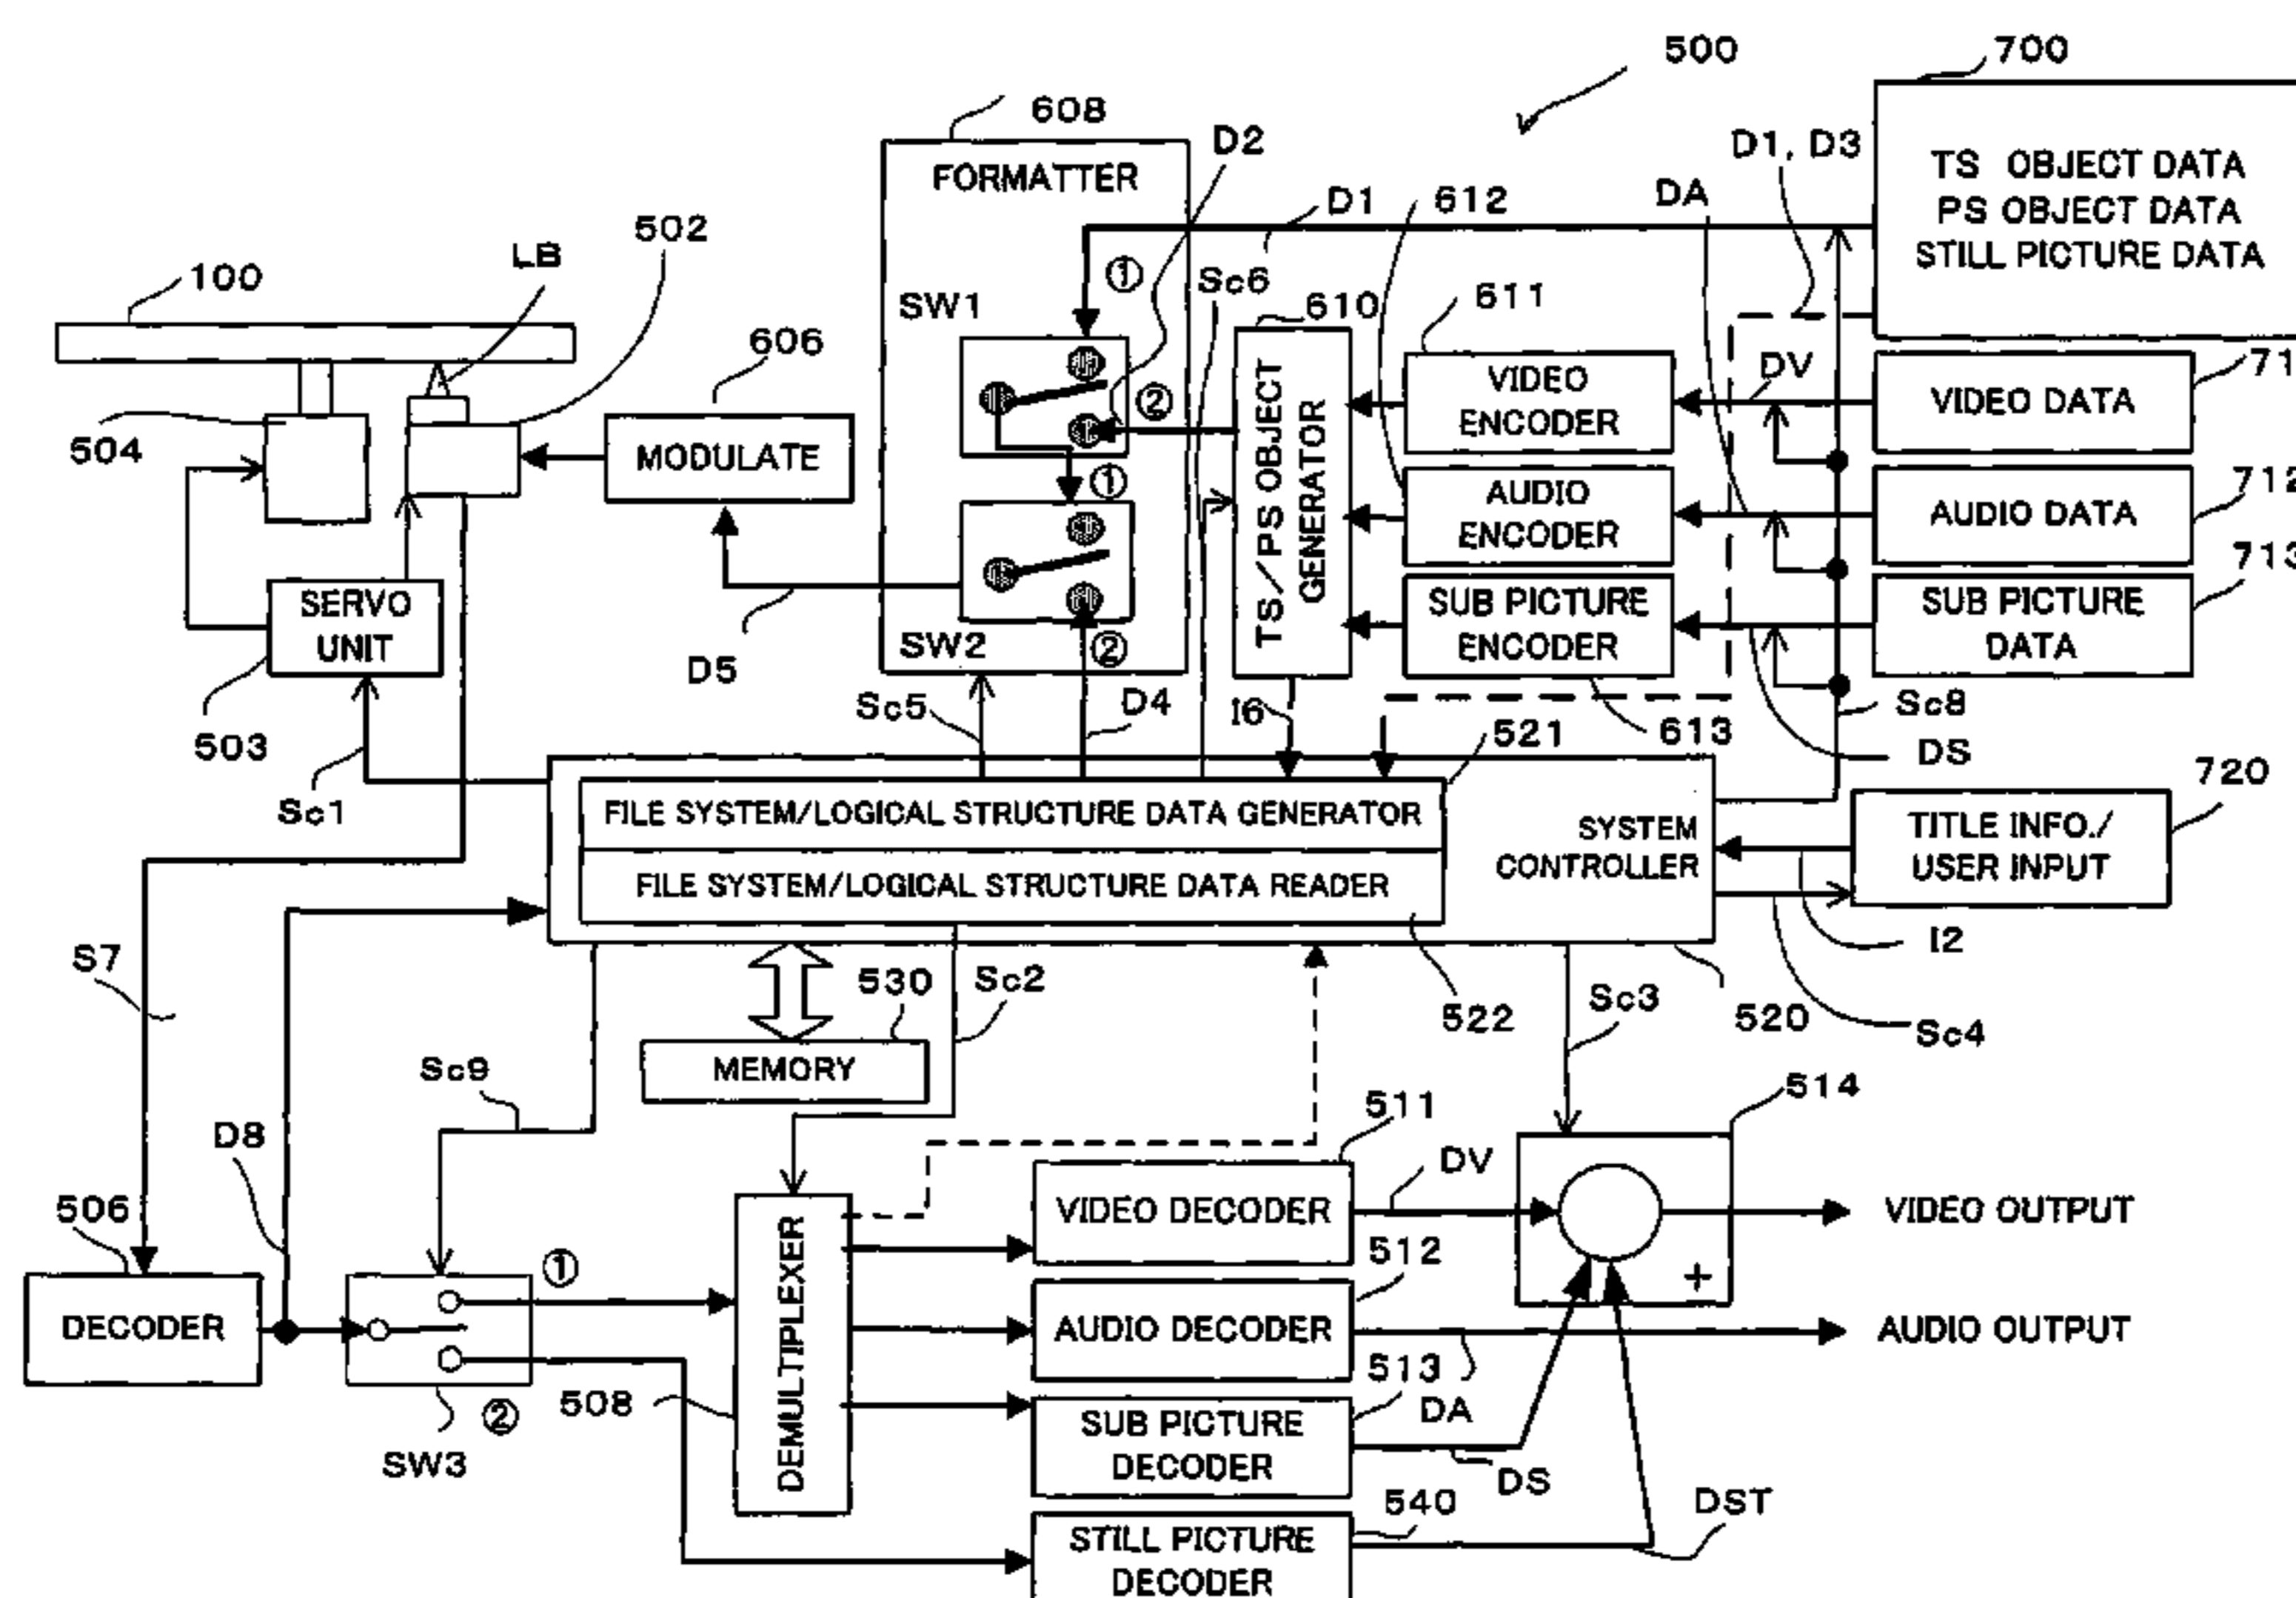 500
700
608
D2
D1, D3
FORMATTER
TS OBJECT DATA
PS OBJECT DATA
STILL PICTURE DATA
DA
612
D1
502
LB
100
①
Sc6
611
SW1
610
606
②
DV
VIDEO
ENCODER
VIDEO DATA
71
504
MODULATE
TS/PS OBJECT
GENERATOR
①
AUDIO
ENCODER
AUDIO DATA
712
713
SERVO
UNIT
SUB PICTURE
ENCODER
SUB PICTURE
DATA
SW2
②
D5
Sc5
D4
I6
613
Sc8
503
521
DS
720
Sc1
FILE SYSTEM/LOGICAL STRUCTURE DATA GENERATOR
FILE SYSTEM/LOGICAL STRUCTURE DATA READER
SYSTEM
CONTROLLER
TITLE INFO./
USER INPUT
S7
I2
530
Sc2
Sc3
522
520
Sc4
MEMORY
Sc9
514
511
D8
DV
506
VIDEO DECODER
VIDEO OUTPUT
①
512
DECODER
DEMULTIPLEXER
AUDIO DECODER
+
AUDIO OUTPUT
513
508
②
DA
SW3
SUB PICTURE
DECODER
DS
540
DST
STILL PICTURE
DECODER